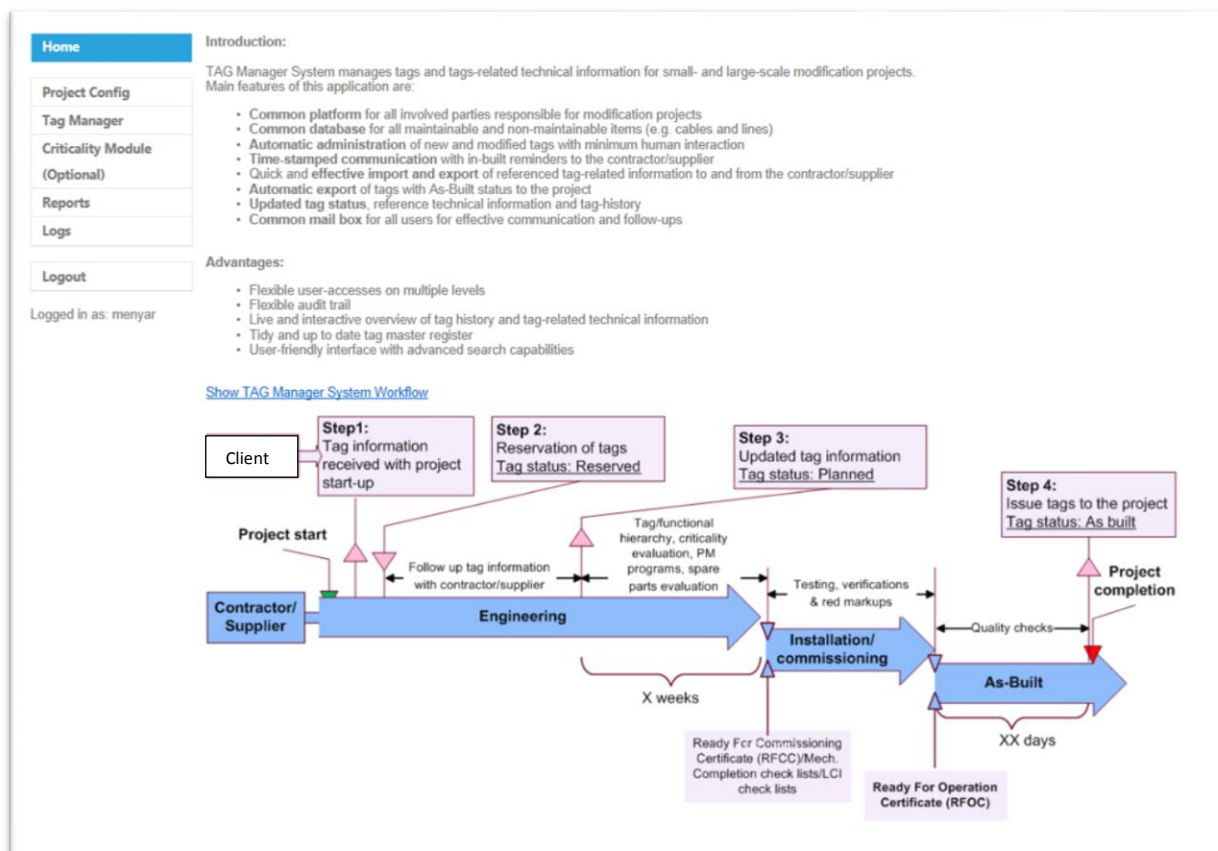 Home
Project Config
Tag Manager
Criticality Module
(Optional)
Reports
Logs
Logout
Logged in as: menyar
Introduction:
TAG Manager System manages tags and tags-related technical information for small- and large-scale modification projects.
Main features of this application are:
• Common platform for all involved parties responsible for modification projects
• Common database for all maintainable and non-maintainable items (e.g. cables and lines)
• Automatic administration of new and modified tags with minimum human interaction
• Time-stamped communication with in-built reminders to the contractor/supplier
• Quick and effective import and export of referenced tag-related information to and from the contractor/supplier
• Automatic export of tags with As-Built status to the project
• Updated tag status, reference technical information and tag-history
• Common mail box for all users for effective communication and follow-ups
Advantages:
• Flexible user-accesses on multiple levels
• Flexible audit trail
• Live and interactive overview of tag history and tag-related technical information
• Tidy and up to date tag master register
• User-friendly interface with advanced search capabilities
Show TAG Manager System Workflow
Client
Step1:
Tag information
received with project
start-up
Step 2:
Reservation of tags
Tag status: Reserved
Step 3:
Updated tag information
Tag status: Planned
Step 4:
Issue tags to the project
Tag status: As built
Project start
Follow up tag information
with contractor/supplier
Tag/functional
hierarchy, criticality
evaluation, PM
programs, spare
parts evaluation
Testing, verifications
& red markups
Project
completion
Quality checks
Contractor/
Supplier
Engineering
Installation/
commissioning
As-Built
X weeks
XX days
Ready For Commissioning
Certificate (RFCC)/Mech.
Completion check lists/LCI
check lists
Ready For Operation
Certificate (RFOC)